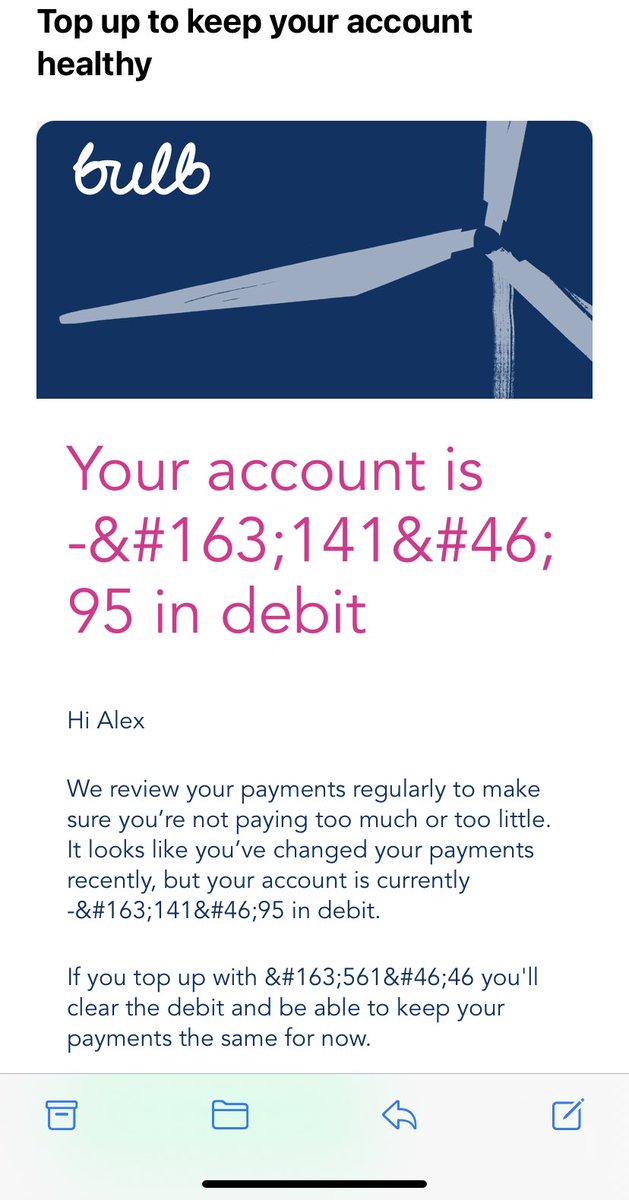 Top up to keep your account
healthy
bulb
Your account is
-&#163;141&#46;
95 in debit
Hi Alex
We review your payments regularly to make
sure you’re not paying too much or too little.
It looks like you’ve changed your payments
recently, but your account is currently
-&#163;141&#46;95 in debit.
If you top up with &#163;561&#46;46 you'll
clear the debit and be able to keep your
payments the same for now.